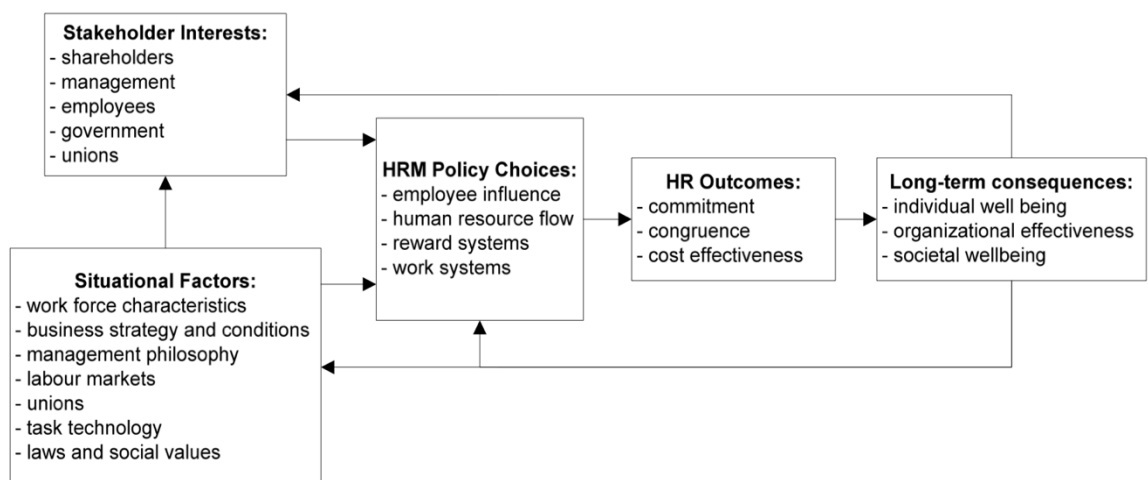 Stakeholder Interests:
- shareholders
- management
- employees
- government
- unions
HRM Policy Choices:
- employee influence
- human resource flow
- reward systems
- work systems
HR Outcomes:
- commitment
- congruence
- cost effectiveness
Long-term consequences:
- individual well being
- organizational effectiveness
- societal wellbeing
Situational Factors:
- work force characteristics
- business strategy and conditions
- management philosophy
- labour markets
- unions
- task technology
- laws and social values